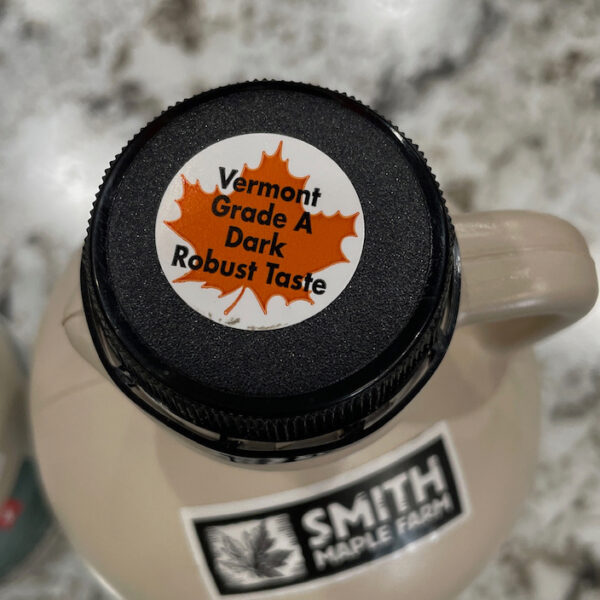 Vermont
Grade A
Dark
Robust Taste
SMITH
MAPLE FARM